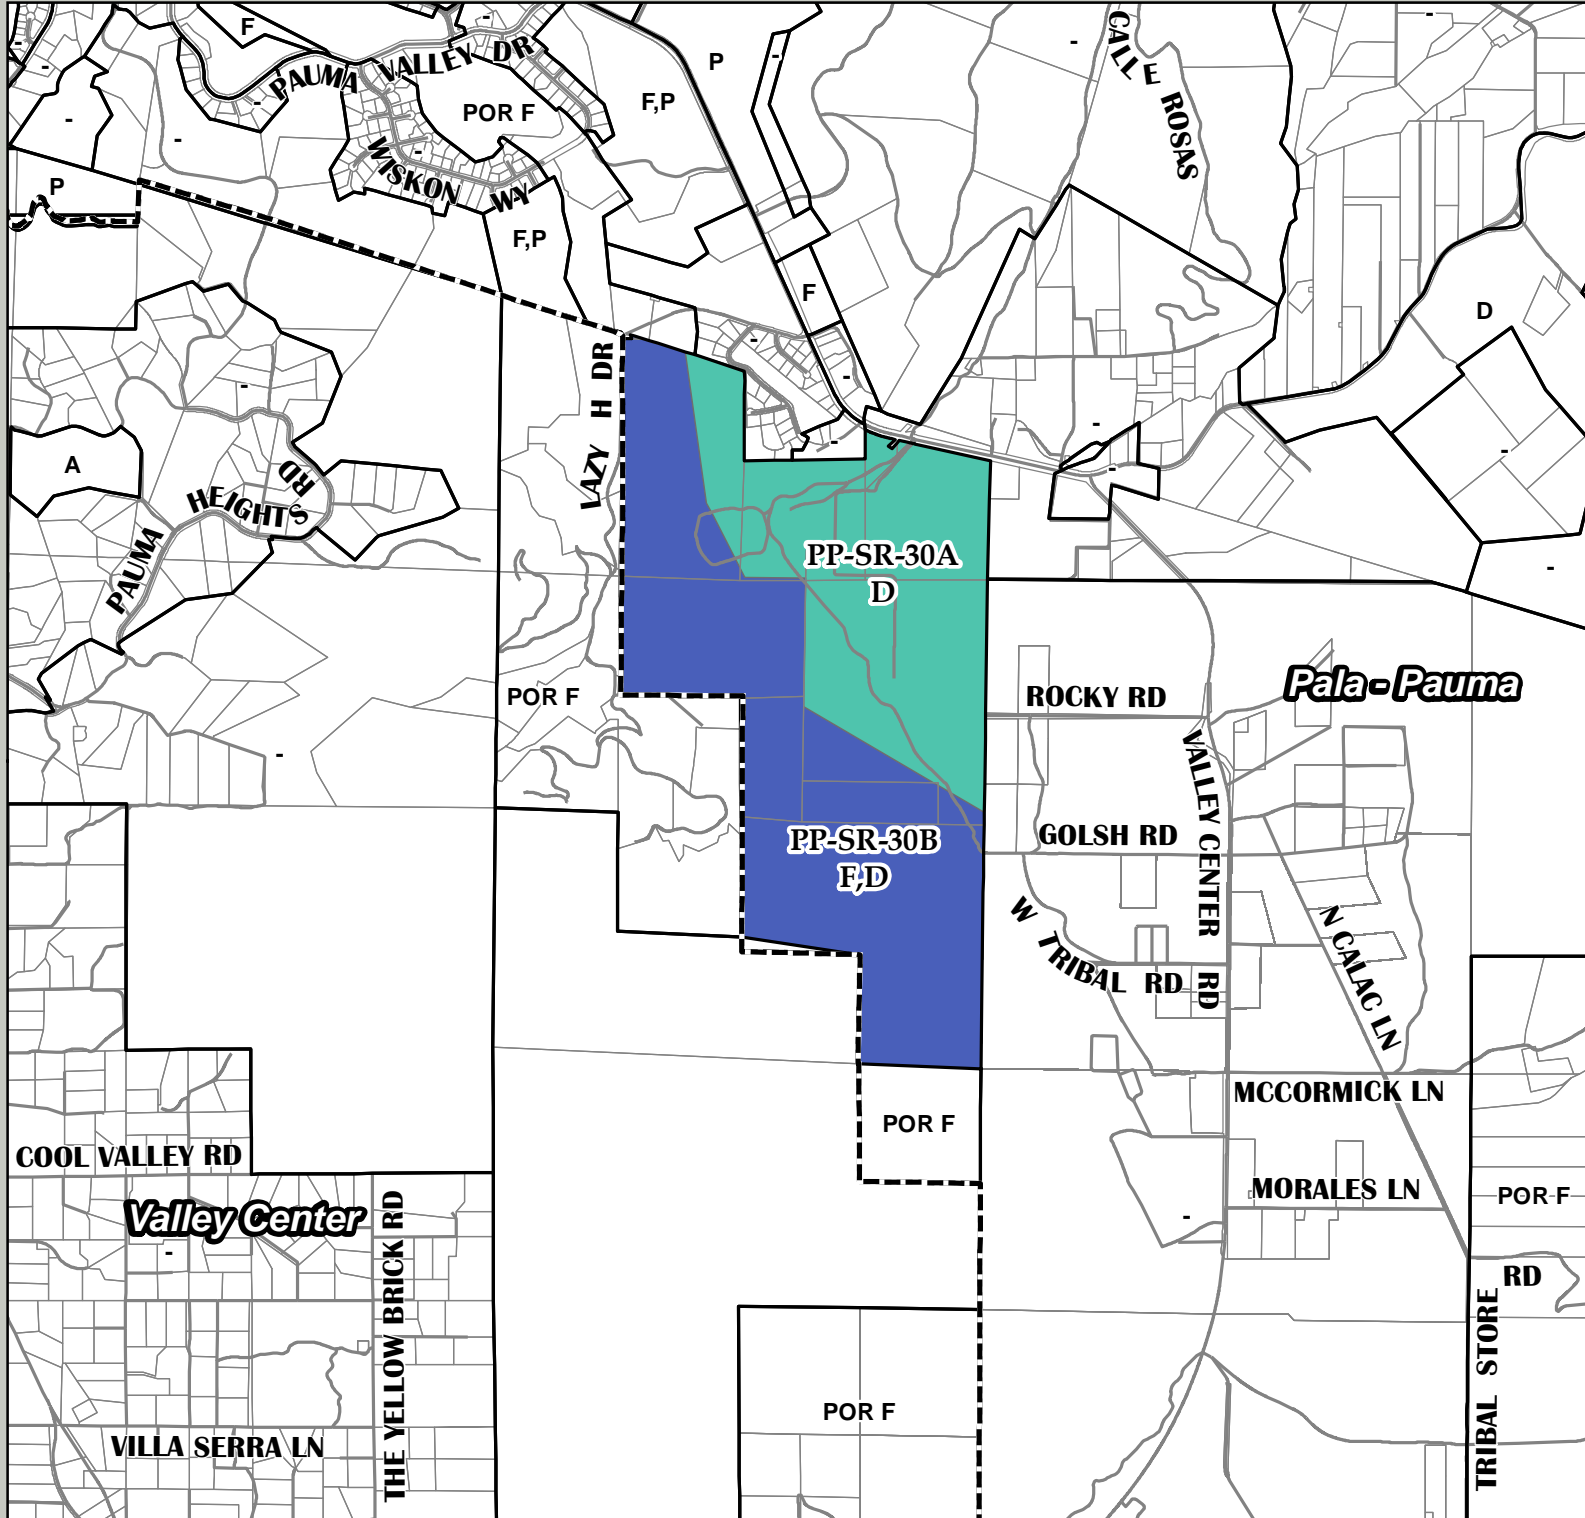 F
P
-
-
-
-
-
PAUMA VALLEY DR
POR F
F,P
-
-
CALLE ROSAS
-
-
-
WISKON WY
P
F,P
F
D
-
-
LAZY H DR
-
-
-
-
-
-
A
PAUMA HEIGHTS RD
PP-SR-30A
D
-
POR F
ROCKY RD
Pala - Pauma
-
VALLEY CENTER RD
GOLSH RD
PP-SR-30B
F,D
W TRIBAL RD
N CALAC LN
MCCORMICK LN
POR F
COOL VALLEY RD
MORALES LN
POR F
Valley Center
-
-
THE YELLOW BRICK RD
TRIBAL STORE RD
POR F
VILLA SERRA LN